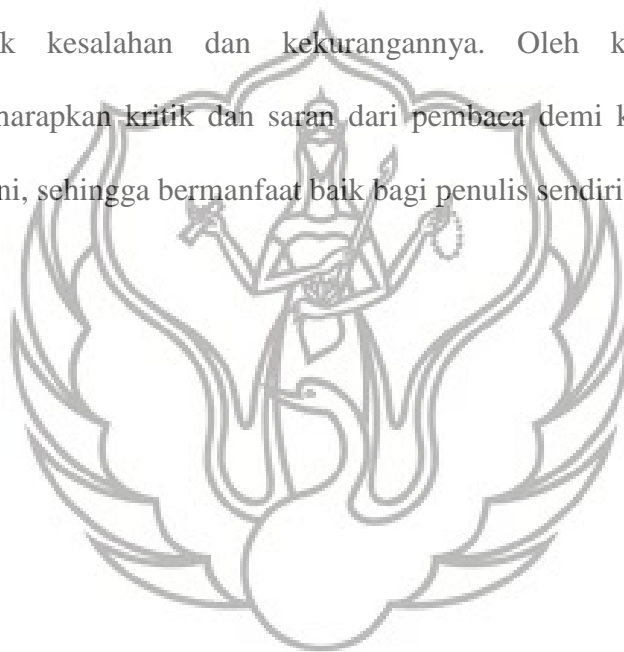 k kesalahan dan kekurangannya. Oleh k
harapkan kritik dan saran dari pembaca demi k
ni, sehingga bermanfaat baik bagi penulis sendiri